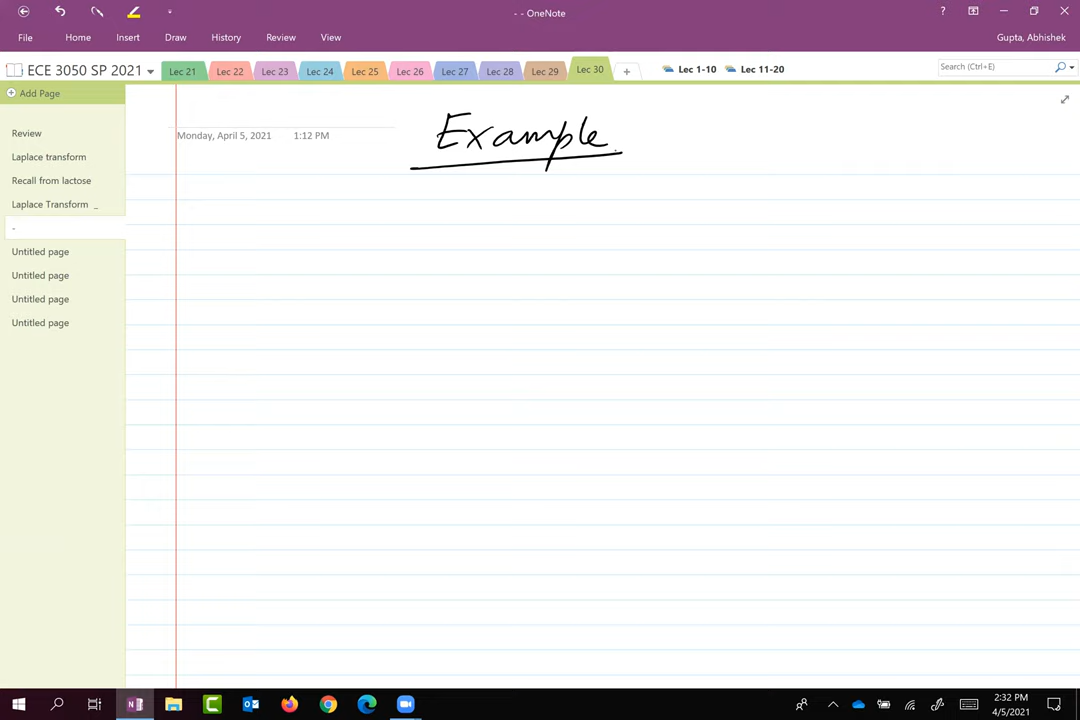 - - OneNote
?
File
Home
Insert
Draw
History
Review
View
Gupta, Abhishek
ECE 3050 SP 2021
Lec 21
Lec 22
Lec 23
Lec 24
Lec 25
Lec 26
Lec 27
Lec 28
Lec 29
Lec 30
+
Lec 1-10
Lec 11-20
Search (Ctrl+E)
Add Page
Review
Laplace transform
Recall from lactose
Laplace Transform _
-
Untitled page
Untitled page
Untitled page
Untitled page
Monday, April 5, 2021 1:12 PM
Example
2:32 PM
4/5/2021